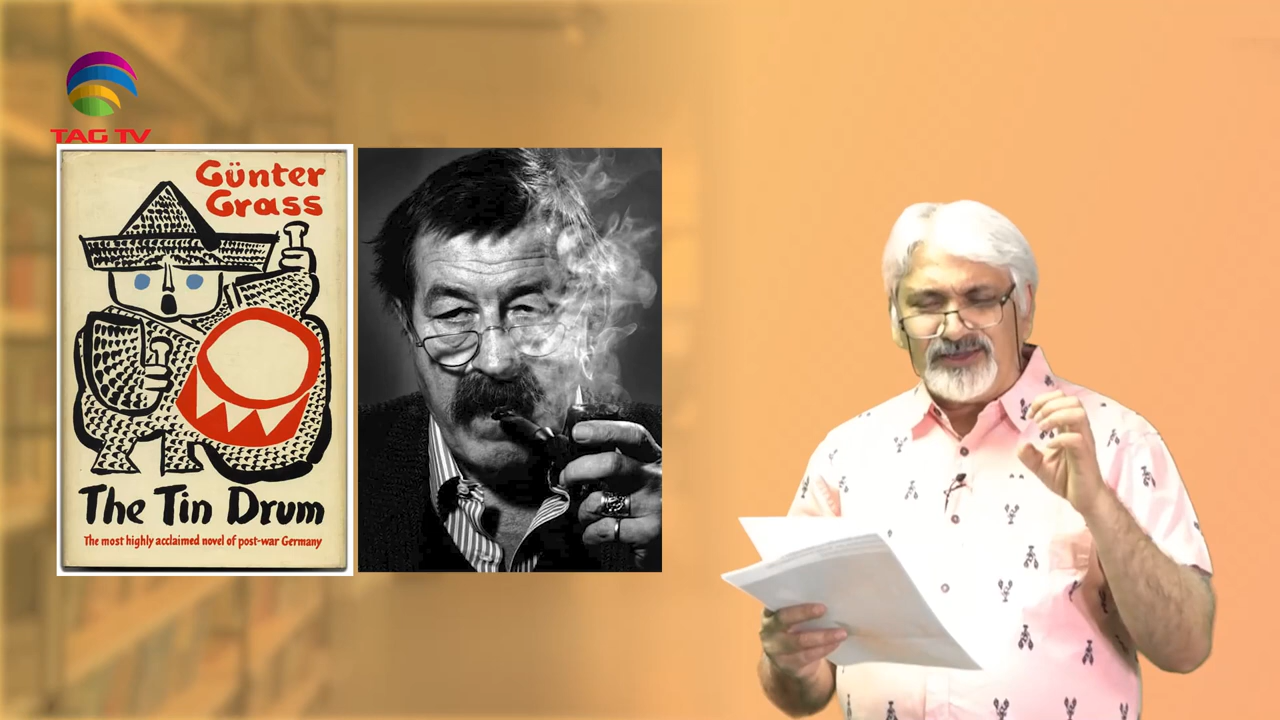 TAG TV
Günter
Grass
The Tin Drum
The most highly acclaimed novel of post-war Germany